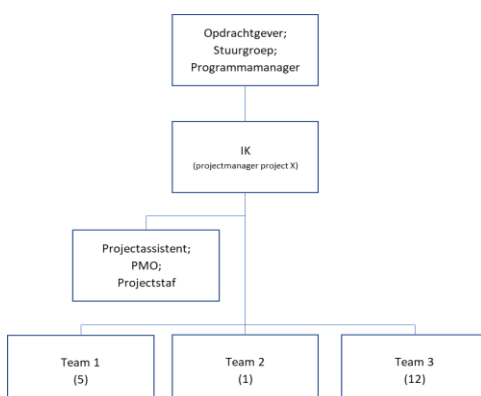 Opdrachtgever;
Stuurgroep;
Programmamanager
IK
(projectmanager project X)
Projectassistent;
PMO;
Projectstaf
Team 1
(5)
Team 2
(1)
Team 3
(12)